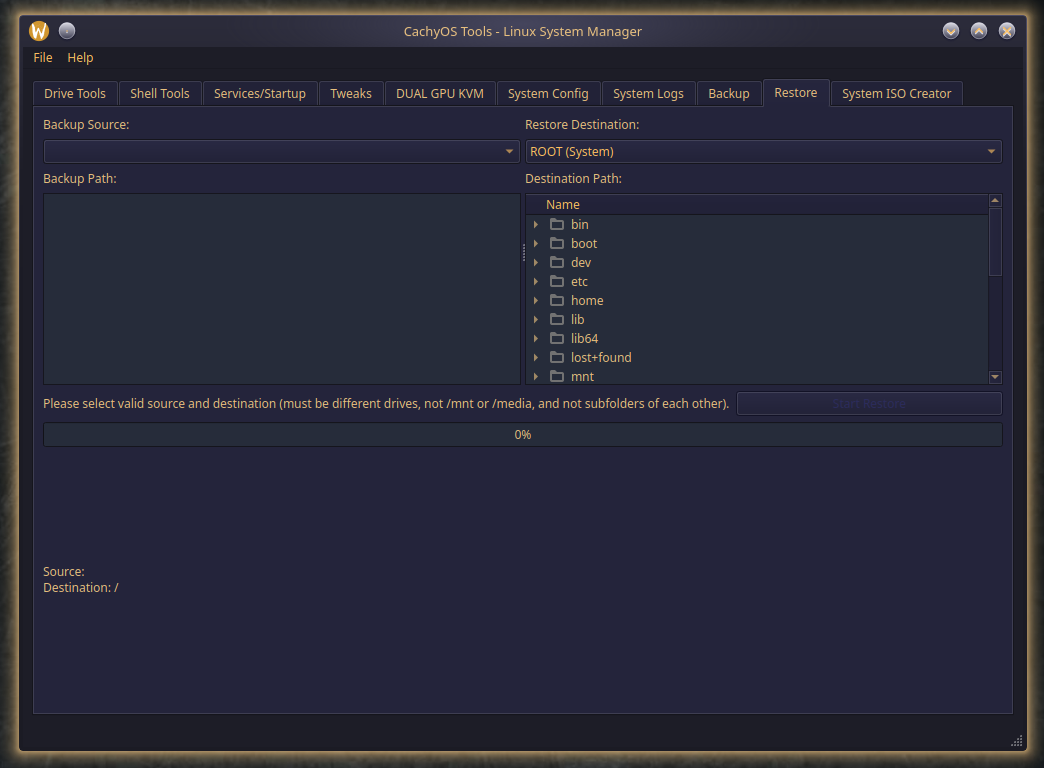 CachyOS Tools - Linux System Manager
File Help
Drive Tools Shell Tools Services/Startup Tweaks DUAL GPU KVM System Config System Logs Backup Restore System ISO Creator
Backup Source: Restore Destination:
ROOT (System)
Backup Path: Destination Path:
Name
bin
boot
dev
etc
home
lib
lib64
lost+found
mnt
Please select valid source and destination (must be different drives, not /mnt or /media, and not subfolders of each other). Start Restore
0%
Source:
Destination: /